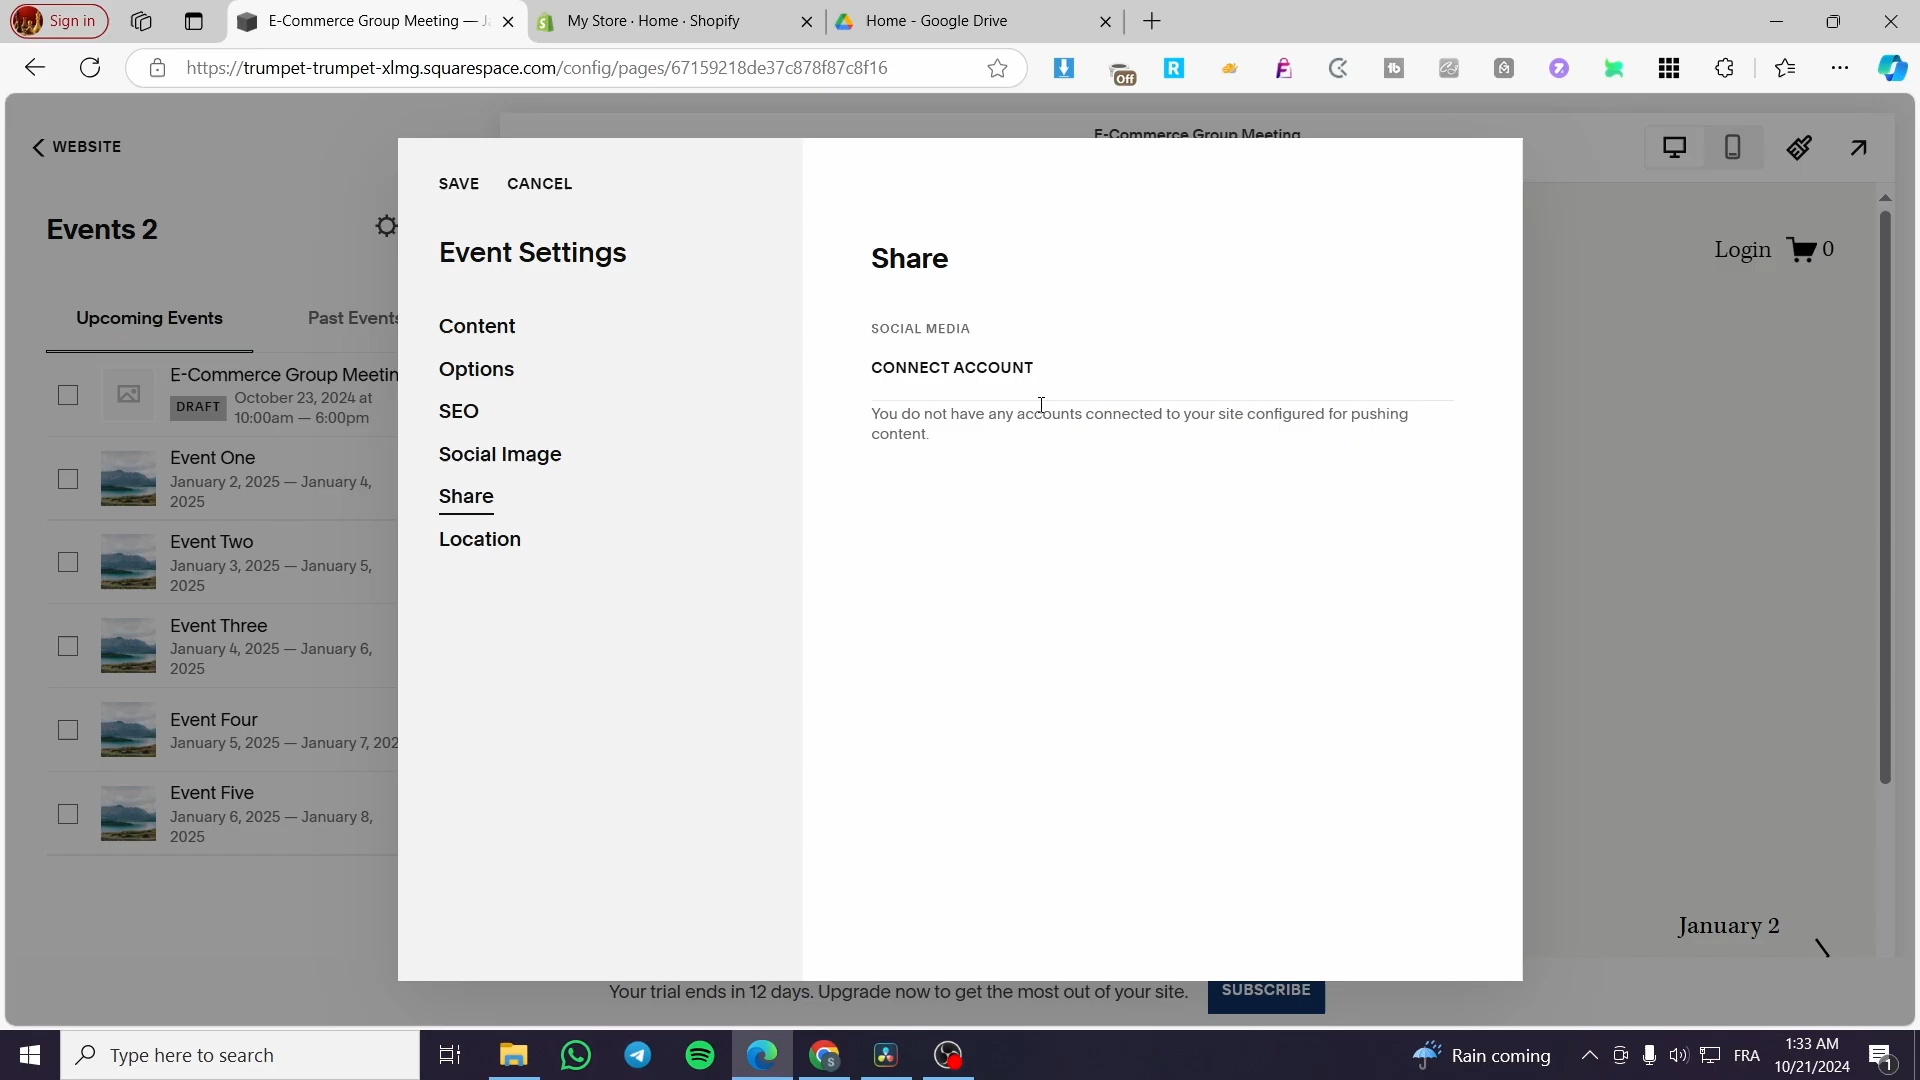 Sign in
E-Commerce Group Meeting — Ja
My Store · Home · Shopify
Home - Google Drive
https://trumpet-trumpet-xlmg.squarespace.com/config/pages/67159218de37c878f87c8f16
Off
WEBSITE
E-Commerce Group Meeting
Events 2
Upcoming Events
Past Events
E-Commerce Group Meetin
DRAFT
October 23, 2024 at
10:00am — 6:00pm
Event One
January 2, 2025 — January 4,
2025
Event Two
January 3, 2025 — January 5,
2025
Event Three
January 4, 2025 — January 6,
2025
Event Four
January 5, 2025 — January 7, 202
Event Five
January 6, 2025 — January 8,
2025
SAVE
CANCEL
Event Settings
Content
Options
SEO
Social Image
Share
Location
Share
SOCIAL MEDIA
CONNECT ACCOUNT
You do not have any accounts connected to your site configured for pushing
content.
Login
0
January 2
Your trial ends in 12 days. Upgrade now to get the most out of your site.
SUBSCRIBE
Type here to search
Rain coming
FRA
1:33 AM
10/21/2024
1